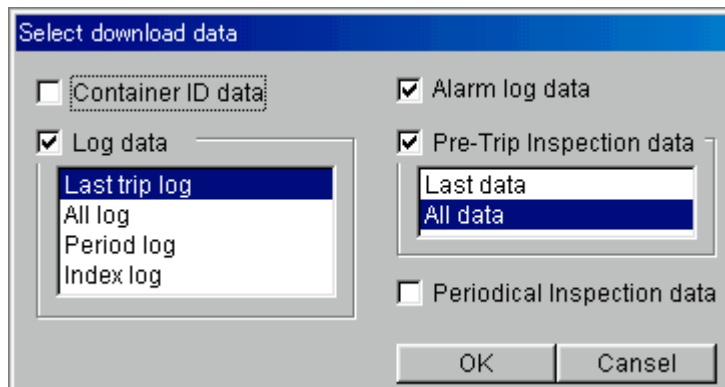 Select download data
Container ID data
Log data
Last trip log
All log
Period log
Index log
Alarm log data
Pre-Trip Inspection data
Last data
All data
Periodical Inspection data
OK
Cansel